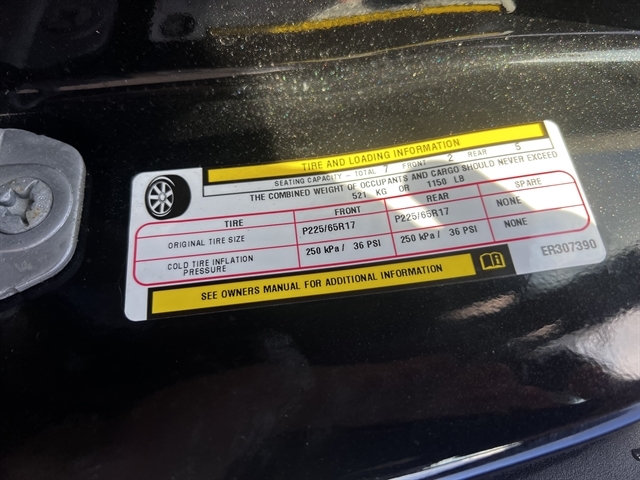 TIRE AND LOADING INFORMATION
SEATING CAPACITY - TOTAL 7 FRONT 2 REAR 5
THE COMBINED WEIGHT OF OCCUPANTS AND CARGO SHOULD NEVER EXCEED
521 KG OR 1150 LB
TIRE FRONT REAR SPARE
ORIGINAL TIRE SIZE P225/65R17 P225/65R17 NONE
COLD TIRE INFLATION PRESSURE 250 kPa / 36 PSI 250 kPa / 36 PSI NONE
SEE OWNERS MANUAL FOR ADDITIONAL INFORMATION
ER307390